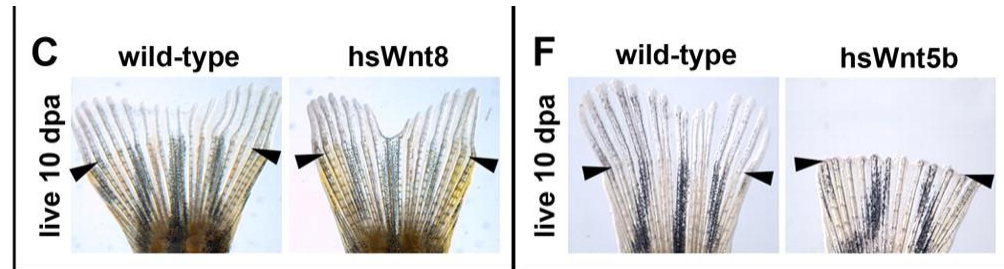 C
wild-type
hsWnt8
live 10 dpa
F
wild-type
hsWnt5b
live 10 dpa